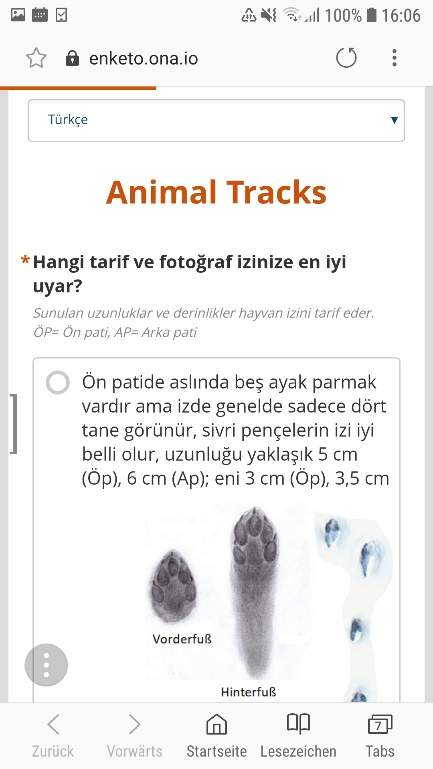 100% 16:06
enketo.ona.io
Türkçe
Animal Tracks
* Hangi tarif ve fotoğraf izinize en iyi
uyar?
Sunulan uzunluklar ve derinlikler hayvan izini tarif eder.
ÖP= Ön pati, AP= Arka pati
Ön patide aslında beş ayak parmak
vardır ama izde genelde sadece dört
tane görünür, sivri pençelerin izi iyi
belli olur, uzunluğu yaklaşık 5 cm
(Öp), 6 cm (Ap); eni 3 cm (Öp), 3,5 cm
Vorderfuß
Hinterfuß
7
Zurück Vorwärts Startseite Lesezeichen Tabs